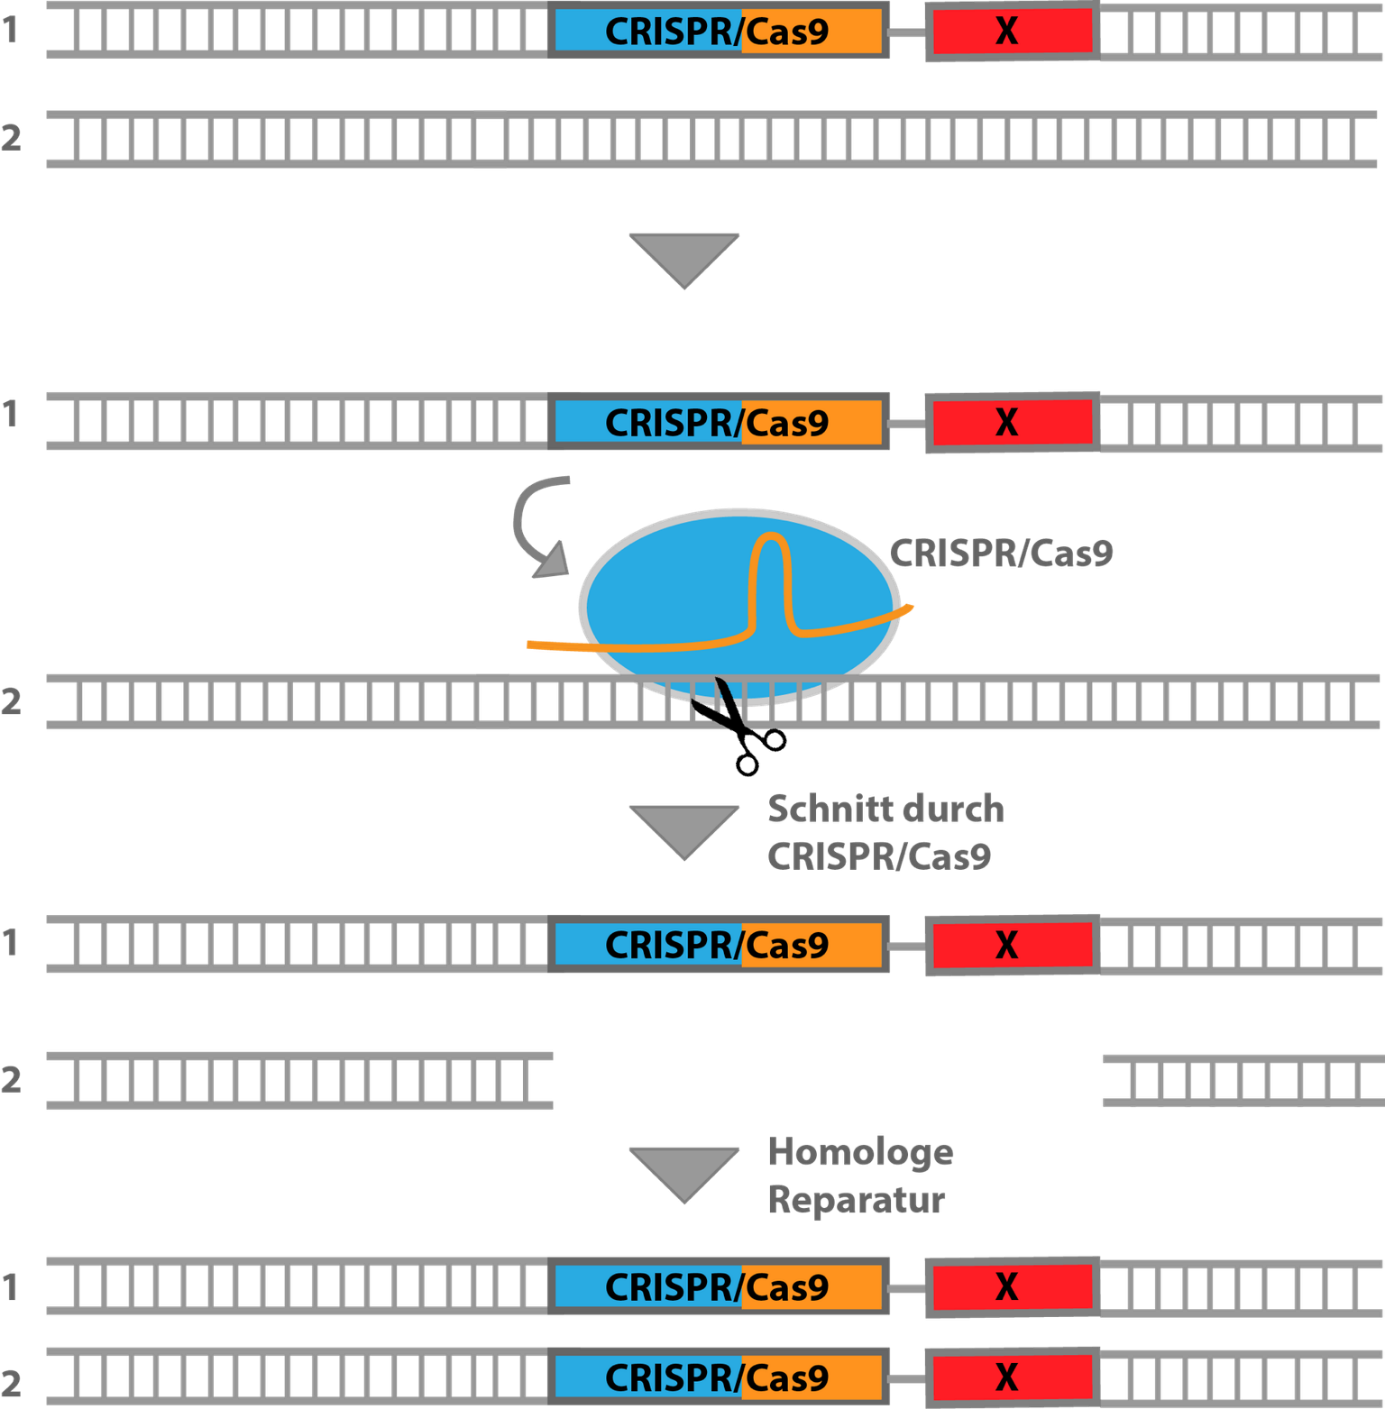 1 CRISPR/Cas9 X
2
1 CRISPR/Cas9 X
CRISPR/Cas9
2
Schnitt durch
CRISPR/Cas9
1 CRISPR/Cas9 X
2
Homologe
Reparatur
1 CRISPR/Cas9 X
2 CRISPR/Cas9 X